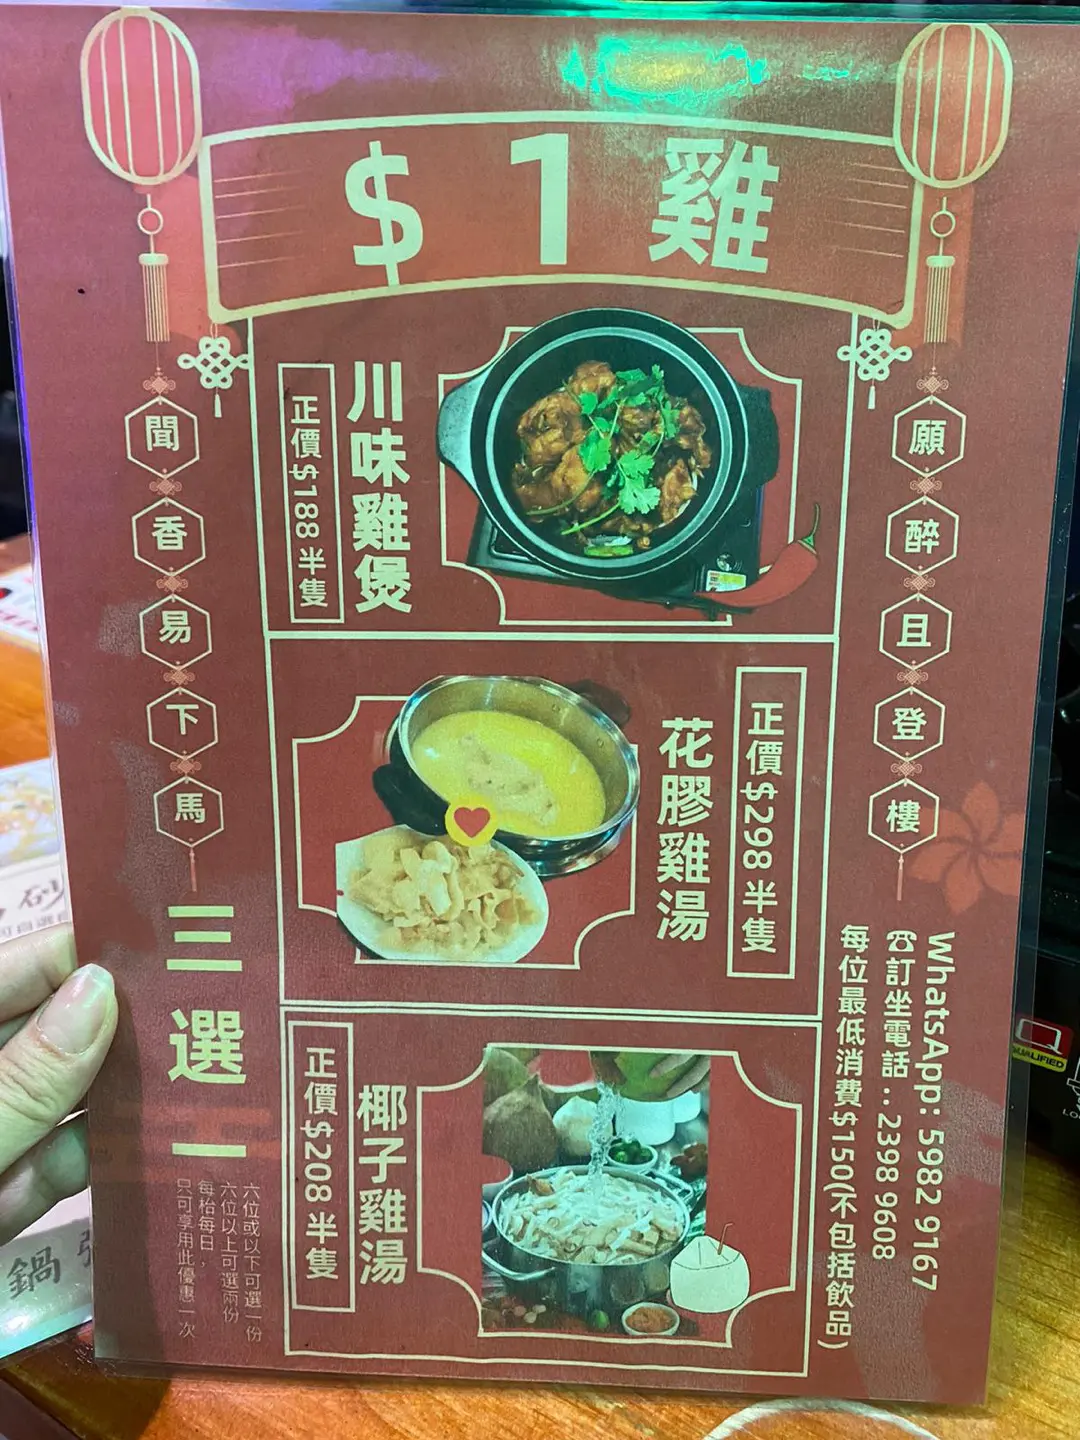 $1雞
聞香易下馬
願醉且登樓
川味雞煲
正價$188半隻
花膠雞湯
正價$298半隻
椰子雞湯
正價$208半隻
三選一
六位或以下可選一份
六位以上可選兩份
每枱每日，
只可享用此優惠一次
WhatsApp: 5982 9167
☎訂坐電話：2398 9608
每位最低消費$150(不包括飲品)
QUALIFIED
鍋